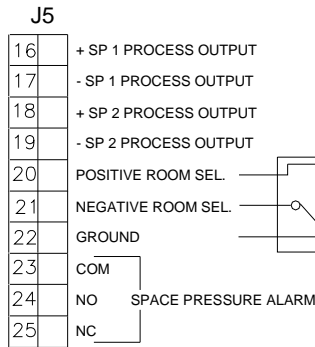 J5
16 + SP 1 PROCESS OUTPUT
17 - SP 1 PROCESS OUTPUT
18 + SP 2 PROCESS OUTPUT
19 - SP 2 PROCESS OUTPUT
20 POSITIVE ROOM SEL.
21 NEGATIVE ROOM SEL.
22 GROUND
23 COM
24 NO SPACE PRESSURE ALARM
25 NC